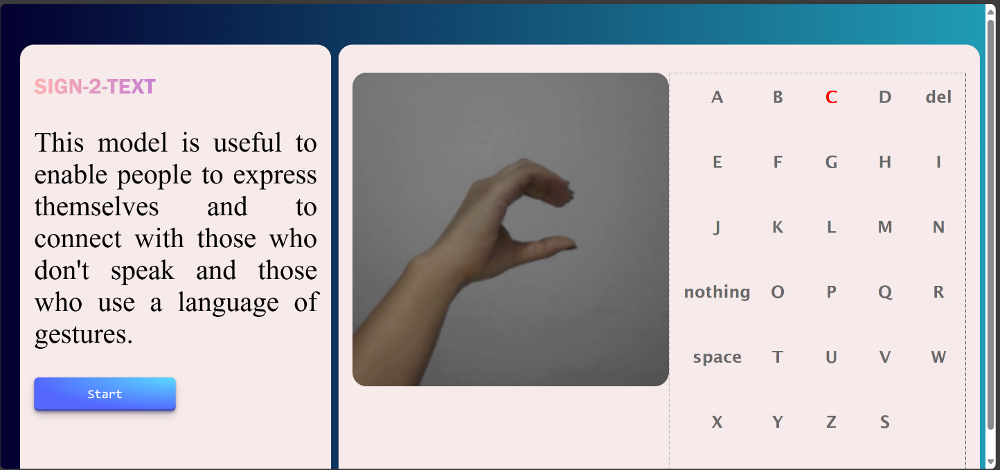 SIGN-2-TEXT
This model is useful to
enable people to express
themselves and to
connect with those who
don't speak and those
who use a language of
gestures.
Start
A B C D del
E F G H I
J K L M N
nothing O P Q R
space T U V W
X Y Z S